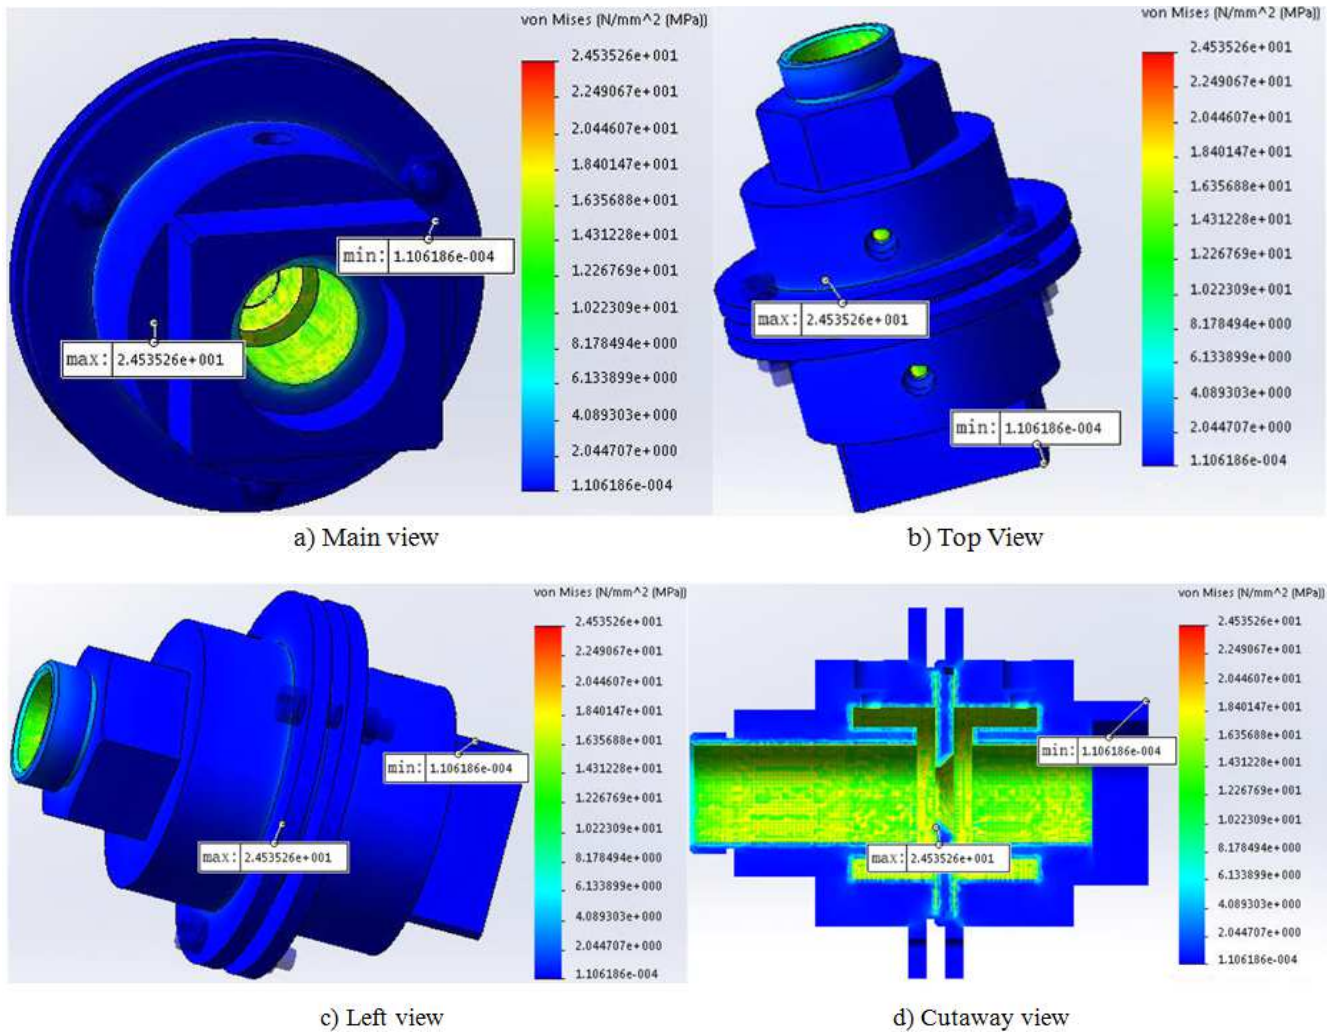 von Mises (N/mm^2 (MPa))
2.453526e+001
2.249067e+001
2.044607e+001
1.840147e+001
1.635688e+001
1.431228e+001
1.226769e+001
1.022309e+001
8.178494e+000
6.133899e+000
4.089303e+000
2.044707e+000
1.106186e-004
min: 1.106186e-004
max: 2.453526e+001
a) Main view
von Mises (N/mm^2 (MPa))
2.453526e+001
2.249067e+001
2.044607e+001
1.840147e+001
1.635688e+001
1.431228e+001
1.226769e+001
1.022309e+001
8.178494e+000
6.133899e+000
4.089303e+000
2.044707e+000
1.106186e-004
max: 2.453526e+001
min: 1.106186e-004
b) Top View
von Mises (N/mm^2 (MPa))
2.453526e+001
2.249067e+001
2.044607e+001
1.840147e+001
1.635688e+001
1.431228e+001
1.226769e+001
1.022309e+001
8.178494e+000
6.133899e+000
4.089303e+000
2.044707e+000
1.106186e-004
min: 1.106186e-004
max: 2.453526e+001
c) Left view
von Mises (N/mm^2 (MPa))
2.453526e+001
2.249067e+001
2.044607e+001
1.840147e+001
1.635688e+001
1.431228e+001
1.226769e+001
1.022309e+001
8.178494e+000
6.133899e+000
4.089303e+000
2.044707e+000
1.106186e-004
min: 1.106186e-004
max: 2.453526e+001
d) Cutaway view